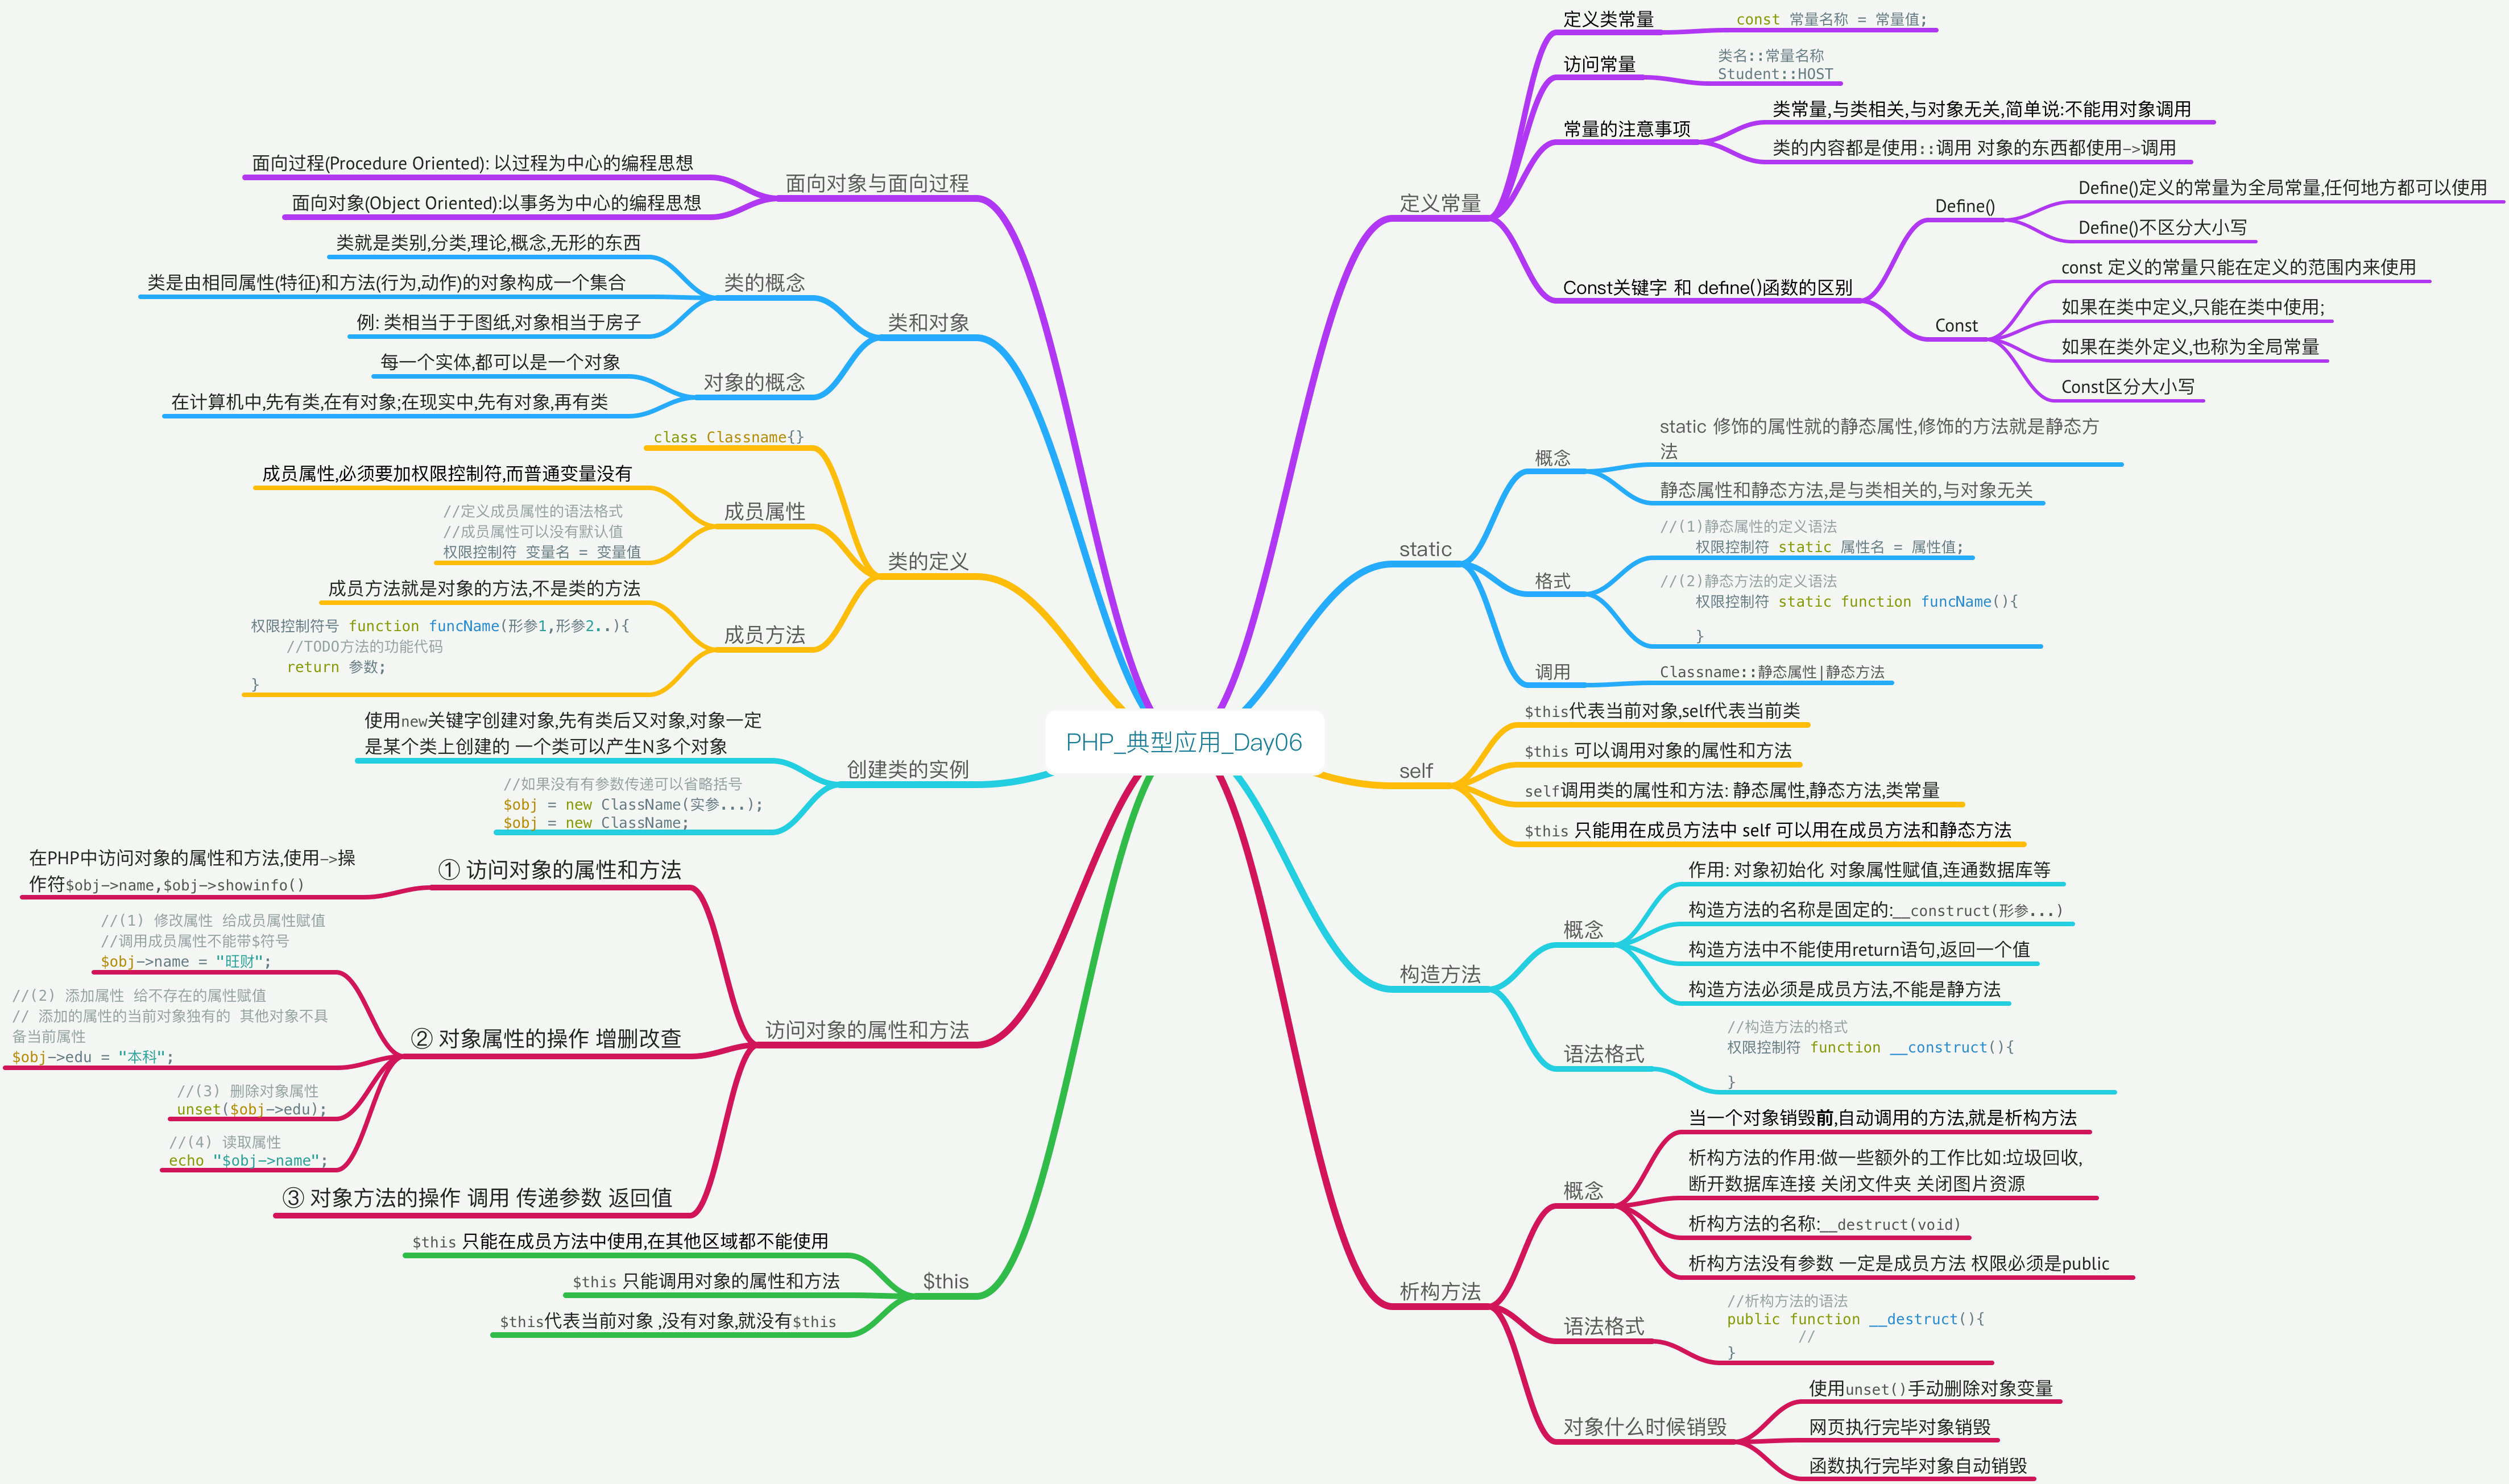 PHP_典型应用_Day06
面向对象与面向过程
面向过程(Procedure Oriented): 以过程为中心的编程思想
面向对象(Object Oriented):以事务为中心的编程思想
类和对象
类的概念
类就是类别,分类,理论,概念,无形的东西
类是由相同属性(特征)和方法(行为,动作)的对象构成一个集合
例: 类相当于于图纸,对象相当于房子
对象的概念
每一个实体,都可以是一个对象
在计算机中,先有类,在有对象;在现实中,先有对象,再有类
类的定义
class Classname{}
成员属性
成员属性,必须要加权限控制符,而普通变量没有
//定义成员属性的语法格式
//成员属性可以没有默认值
权限控制符 变量名 = 变量值
成员方法
成员方法就是对象的方法,不是类的方法
权限控制符号 function funcName(形参1,形参2..){
//TODO方法的功能代码
return 参数;
}
创建类的实例
使用new关键字创建对象,先有类后又对象,对象一定
是某个类上创建的 一个类可以产生N多个对象
//如果没有有参数传递可以省略括号
$obj = new ClassName(实参...);
$obj = new ClassName;
访问对象的属性和方法
① 访问对象的属性和方法
在PHP中访问对象的属性和方法,使用->操
作符$obj->name,$obj->showinfo()
② 对象属性的操作 增删改查
//(1) 修改属性 给成员属性赋值
//调用成员属性不能带$符号
$obj->name = "旺财";
//(2) 添加属性 给不存在的属性赋值
// 添加的属性的当前对象独有的 其他对象不具
备当前属性
$obj->edu = "本科";
//(3) 删除对象属性
unset($obj->edu);
//(4) 读取属性
echo "$obj->name";
③ 对象方法的操作 调用 传递参数 返回值
$this
$this 只能在成员方法中使用,在其他区域都不能使用
$this 只能调用对象的属性和方法
$this代表当前对象 ,没有对象,就没有$this
定义常量
定义类常量
const 常量名称 = 常量值;
访问常量
类名::常量名称
Student::HOST
常量的注意事项
类常量,与类相关,与对象无关,简单说:不能用对象调用
类的内容都是使用::调用 对象的东西都使用->调用
Const关键字 和 define()函数的区别
Define()
Define()定义的常量为全局常量,任何地方都可以使用
Define()不区分大小写
Const
const 定义的常量只能在定义的范围内来使用
如果在类中定义,只能在类中使用;
如果在类外定义,也称为全局常量
Const区分大小写
static
概念
static 修饰的属性就的静态属性,修饰的方法就是静态方
法
静态属性和静态方法,是与类相关的,与对象无关
格式
//(1)静态属性的定义语法
权限控制符 static 属性名 = 属性值;
//(2)静态方法的定义语法
权限控制符 static function funcName(){
}
调用
Classname::静态属性|静态方法
self
$this代表当前对象,self代表当前类
$this 可以调用对象的属性和方法
self调用类的属性和方法: 静态属性,静态方法,类常量
$this 只能用在成员方法中 self 可以用在成员方法和静态方法
构造方法
概念
作用: 对象初始化 对象属性赋值,连通数据库等
构造方法的名称是固定的:__construct(形参...)
构造方法中不能使用return语句,返回一个值
构造方法必须是成员方法,不能是静方法
语法格式
//构造方法的格式
权限控制符 function __construct(){
}
析构方法
概念
当一个对象销毁前,自动调用的方法,就是析构方法
析构方法的作用:做一些额外的工作比如:垃圾回收,
断开数据库连接 关闭文件夹 关闭图片资源
析构方法的名称:__destruct(void)
析构方法没有参数 一定是成员方法 权限必须是public
语法格式
//析构方法的语法
public function __destruct(){
//
}
对象什么时候销毁
使用unset()手动删除对象变量
网页执行完毕对象销毁
函数执行完毕对象自动销毁